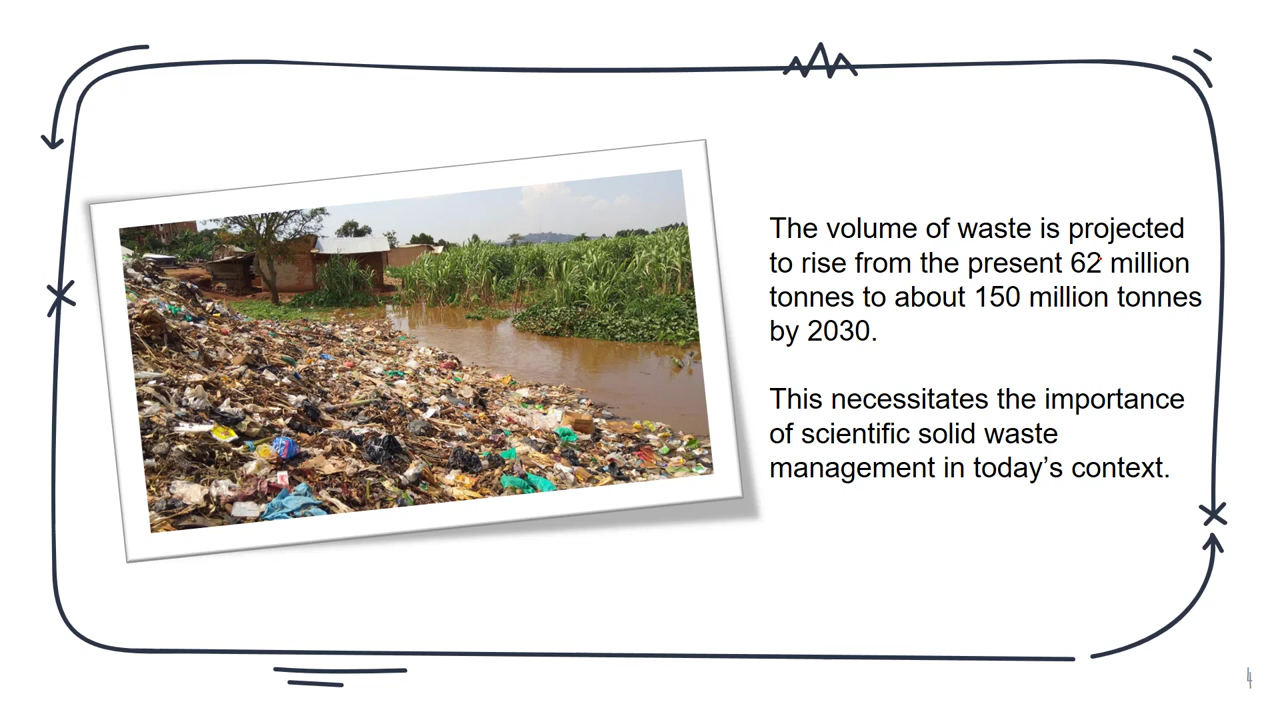 The volume of waste is projected
to rise from the present 62 million
tonnes to about 150 million tonnes
by 2030.
This necessitates the importance
of scientific solid waste
management in today’s context.
4